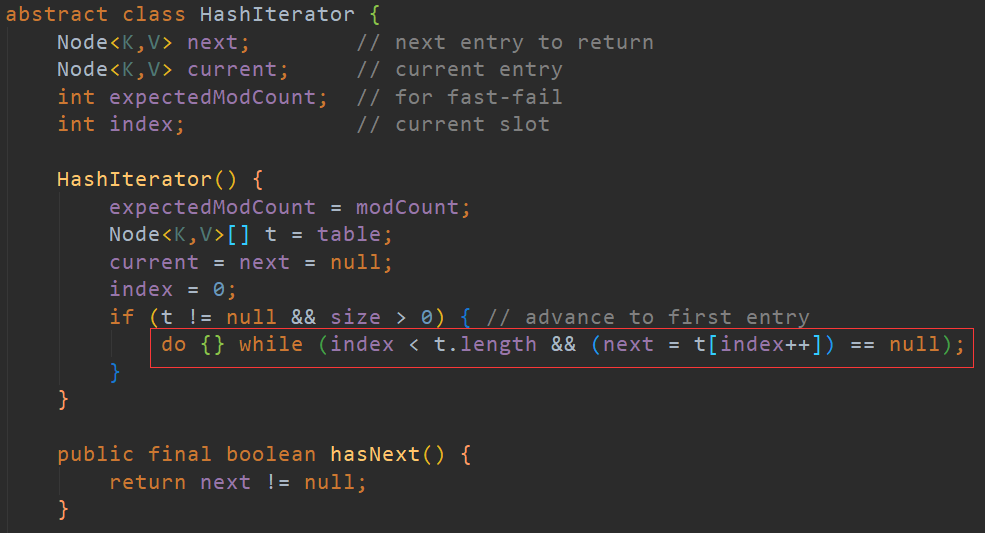 abstract class HashIterator {
    Node<K,V> next;        // next entry to return
    Node<K,V> current;     // current entry
    int expectedModCount;  // for fast-fail
    int index;             // current slot

    HashIterator() {
        expectedModCount = modCount;
        Node<K,V>[] t = table;
        current = next = null;
        index = 0;
        if (t != null && size > 0) { // advance to first entry
            do {} while (index < t.length && (next = t[index++]) == null);
        }
    }

    public final boolean hasNext() {
        return next != null;
    }